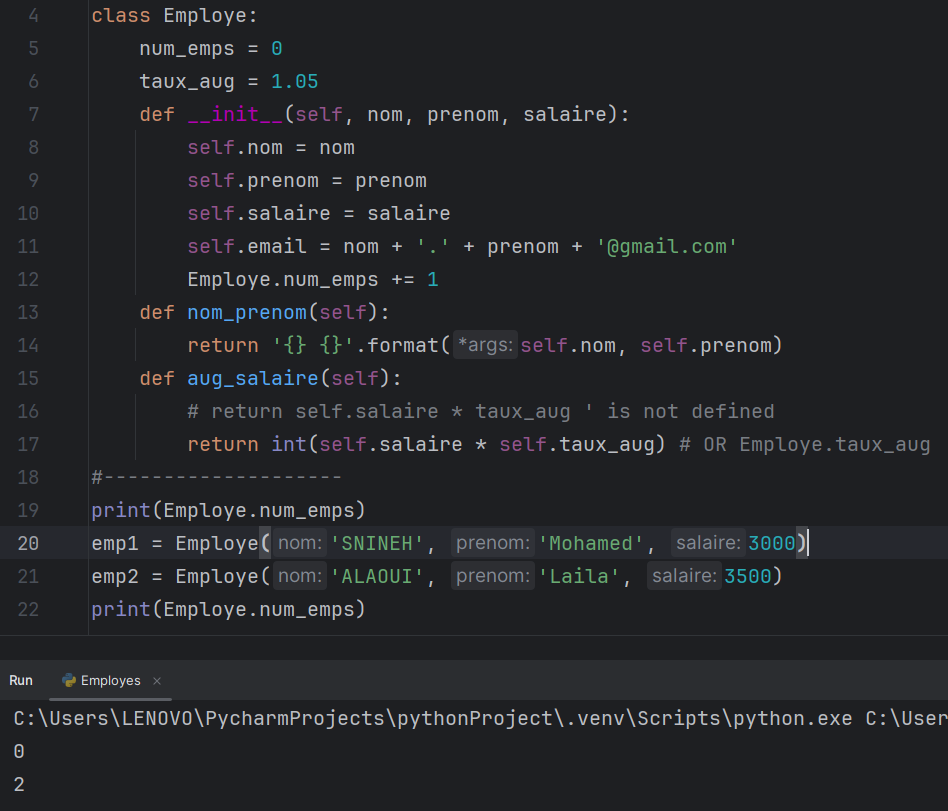 4 class Employe:
5     num_emps = 0
6     taux_aug = 1.05
7     def __init__(self, nom, prenom, salaire):
8         self.nom = nom
9         self.prenom = prenom
10         self.salaire = salaire
11         self.email = nom + '.' + prenom + '@gmail.com'
12         Employe.num_emps += 1
13     def nom_prenom(self):
14         return '{} {}'.format( *args: self.nom, self.prenom)
15     def aug_salaire(self):
16         # return self.salaire * taux_aug ' is not defined
17         return int(self.salaire * self.taux_aug) # OR Employe.taux_aug
18 #--------------------
19 print(Employe.num_emps)
20 emp1 = Employe( nom: 'SNINEH', prenom: 'Mohamed', salaire: 3000)
21 emp2 = Employe( nom: 'ALAOUI', prenom: 'Laila', salaire: 3500)
22 print(Employe.num_emps)
Run Employes ×
C:\Users\LENOVO\PycharmProjects\pythonProject\.venv\Scripts\python.exe C:\User
0
2